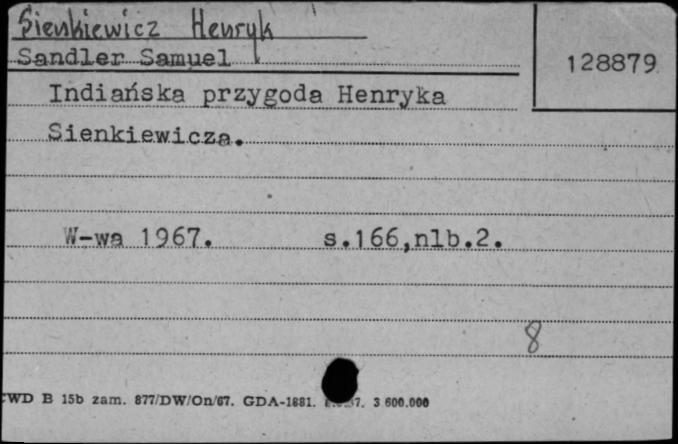 Sienkiewicz Henryk
Sandler Samuel
128879
Indiańska przygoda Henryka
Sienkiewicza.
W-wa 1967. s.166,nlb.2.
8
CWD B 15b zam. 877/DW/On/67. GDA-1881. 3 600.000